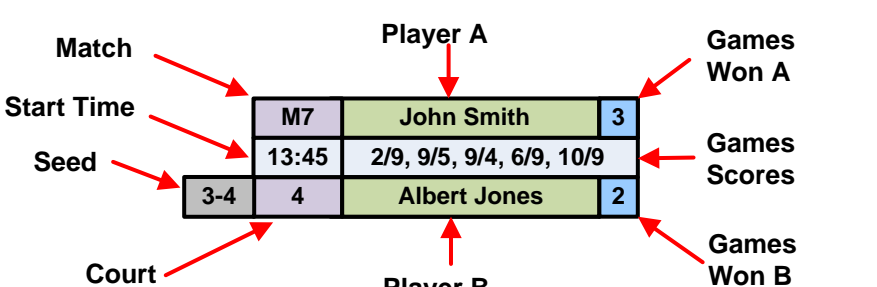 Player A
Match
Games
Won A
Start Time
M7 John Smith 3
13:45 2/9, 9/5, 9/4, 6/9, 10/9
Games
Scores
Seed
3-4 4 Albert Jones 2
Court
Player B
Games
Won B